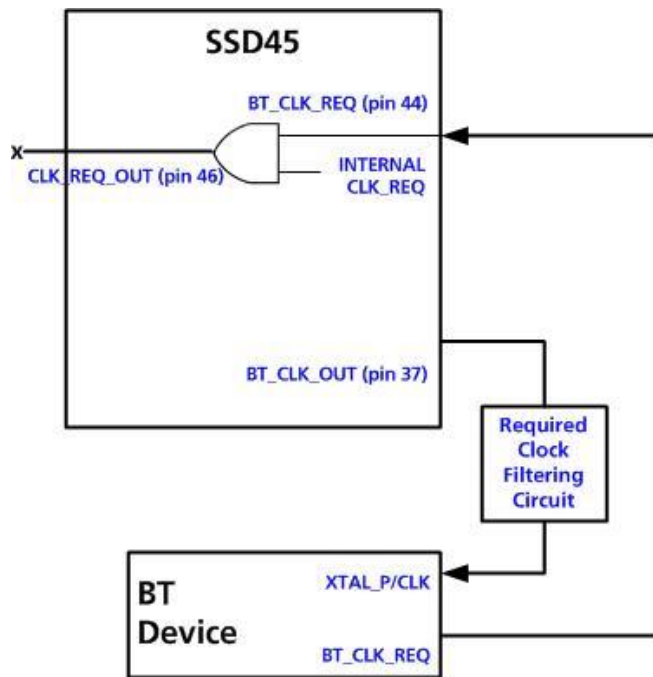 SSD45
BT_CLK_REQ (pin 44)
x
CLK_REQ_OUT (pin 46)
INTERNAL
CLK_REQ
BT_CLK_OUT (pin 37)
Required
Clock
Filtering
Circuit
XTAL_P/CLK
BT
Device
BT_CLK_REQ